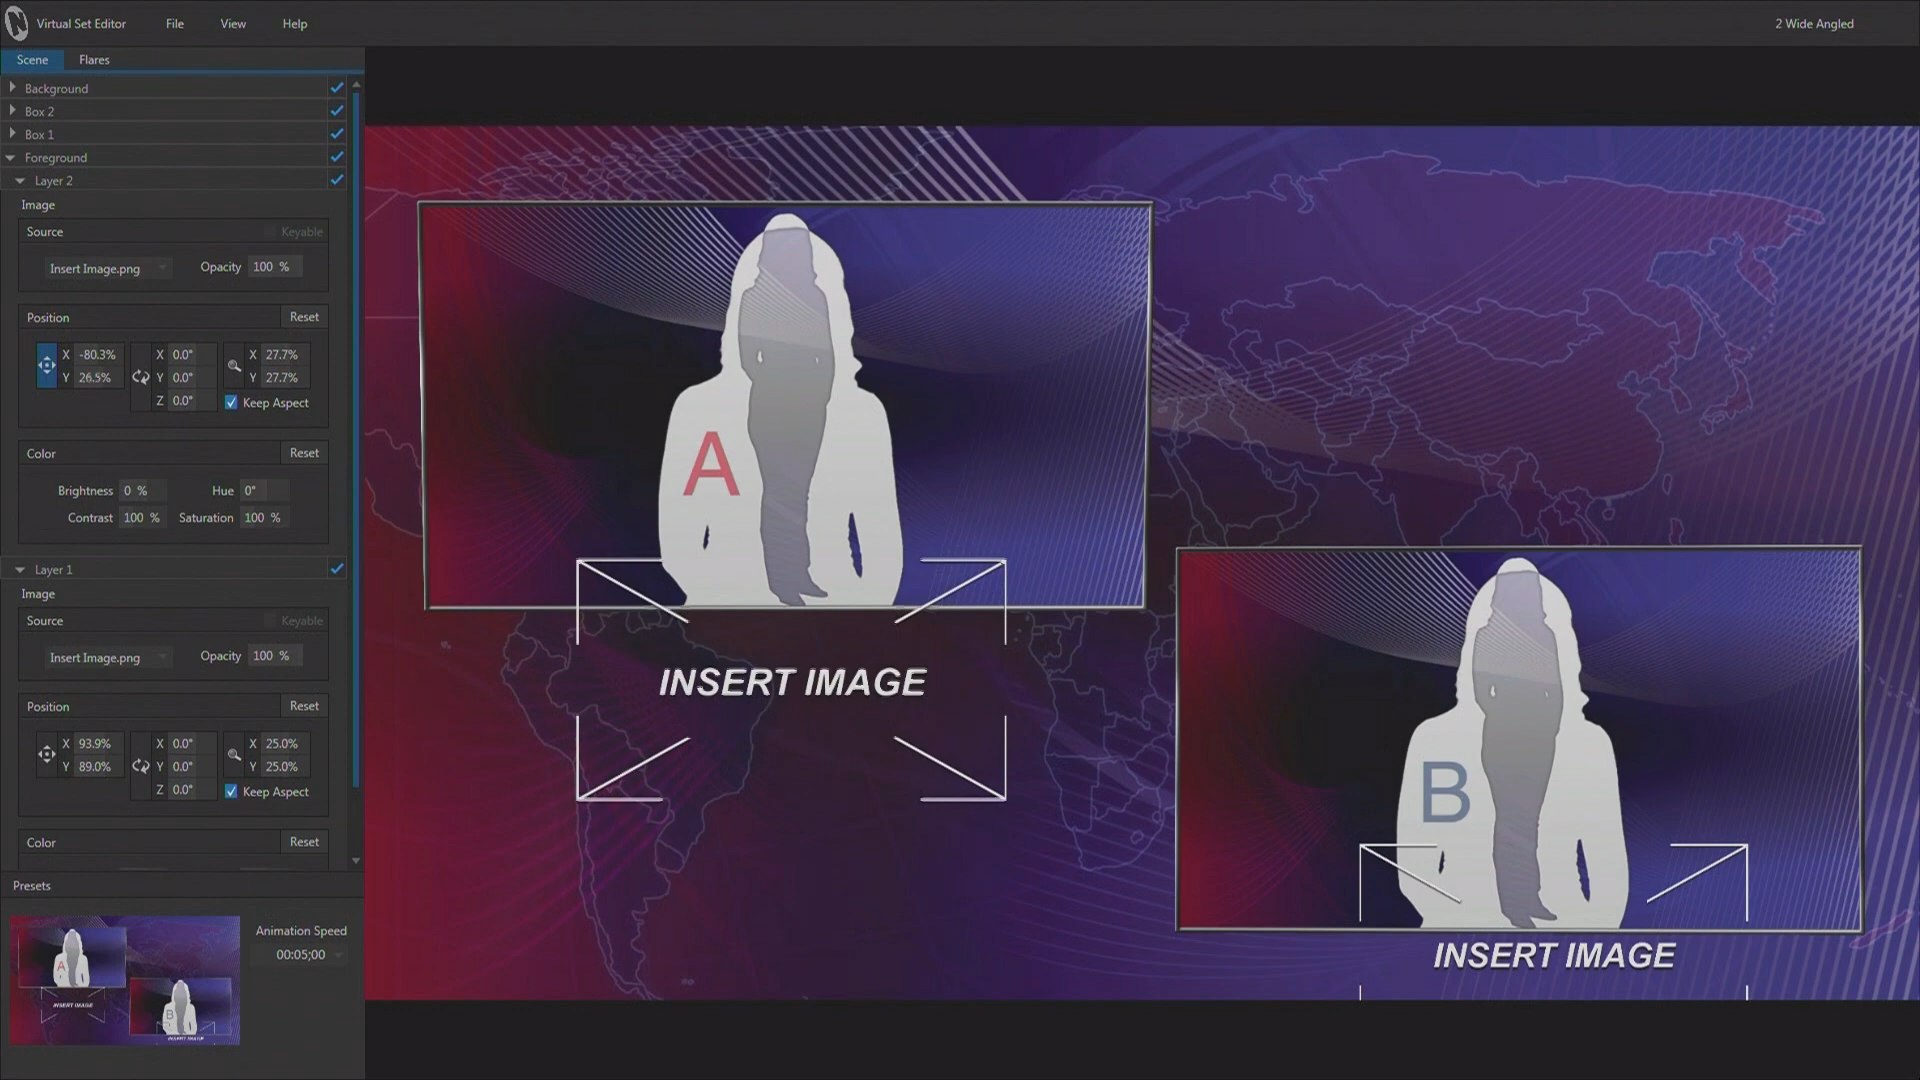 Virtual Set Editor File View Help 2 Wide Angled
Scene Flares
Background
Box 2
Box 1
Foreground
Layer 2
Image
Source Keyable
Insert Image.png Opacity 100 %
Position Reset
X -80.3% X 0.0° X 27.7%
Y 26.5% Y 0.0° Y 27.7%
Z 0.0° Keep Aspect
Color Reset
Brightness 0 % Hue 0°
Contrast 100 % Saturation 100 %
Layer 1
Image
Source Keyable
Insert Image.png Opacity 100 %
Position Reset
X 93.9% X 0.0° X 25.0%
Y 89.0% Y 0.0° Y 25.0%
Z 0.0° Keep Aspect
Color Reset
Presets
Animation Speed
00:05;00
A
INSERT IMAGE
B
INSERT IMAGE
A
INSERT IMAGE
B
INSERT IMAGE